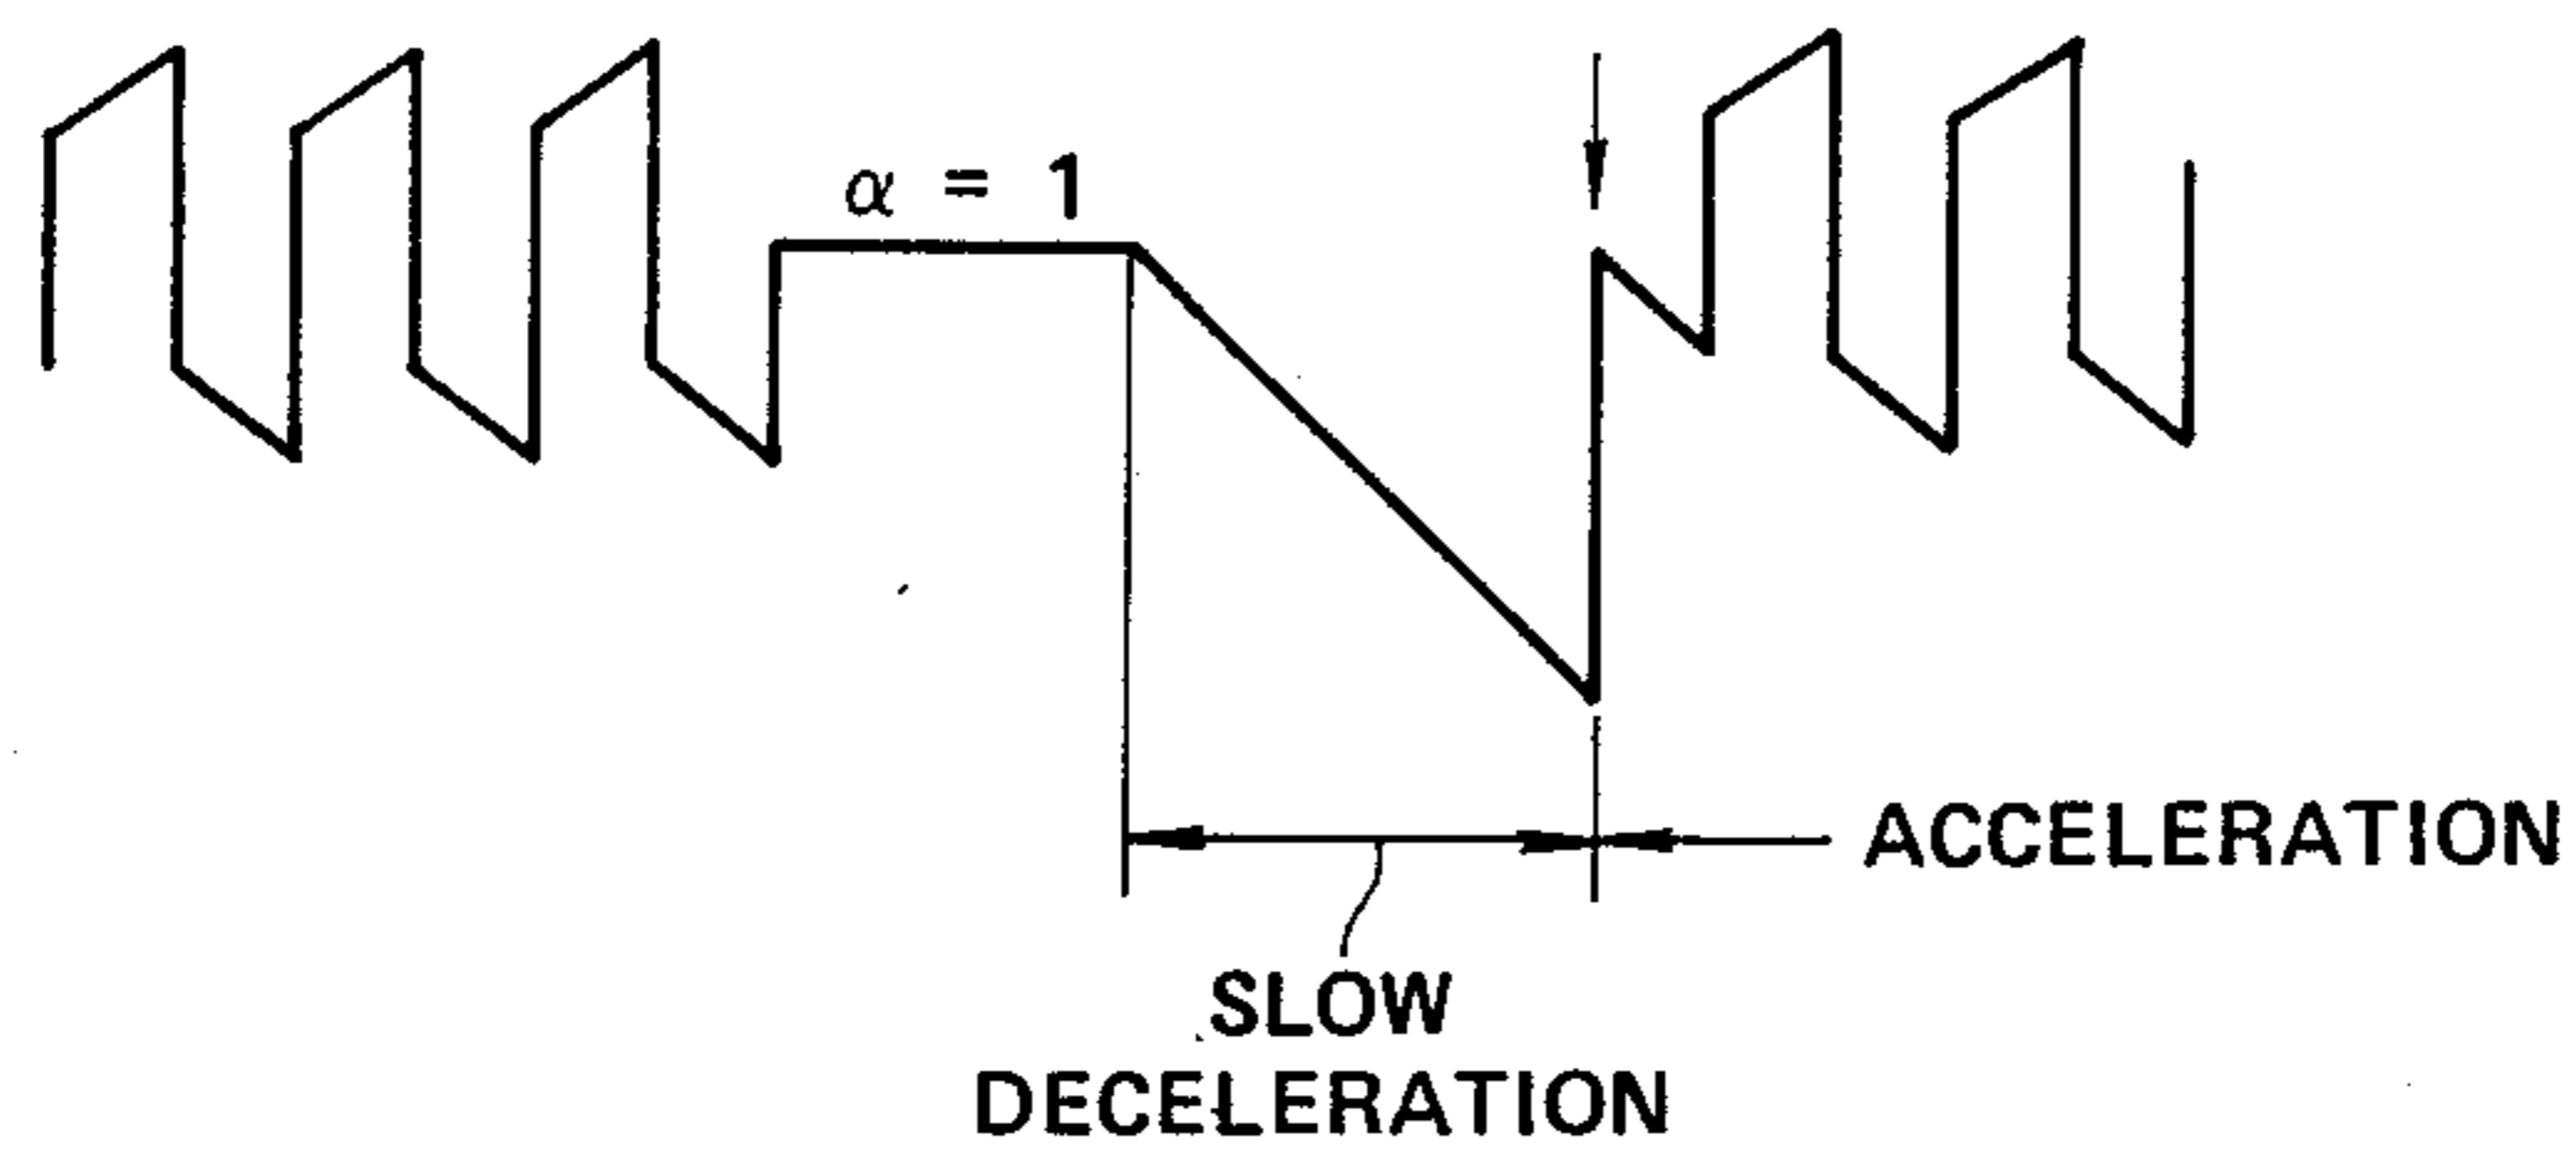 α = 1
ACCELERATION
SLOW
DECELERATION